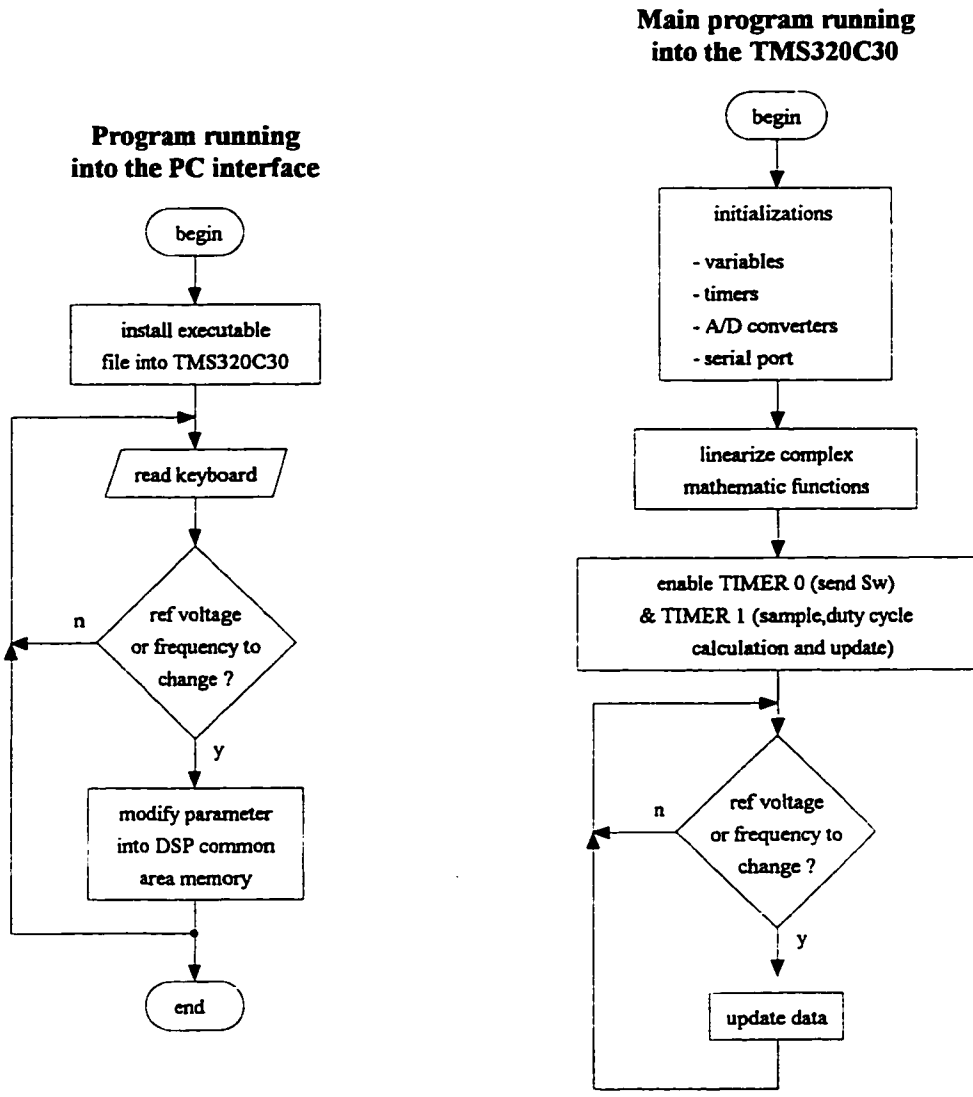 Program running
into the PC interface
begin
install executable
file into TMS320C30
read keyboard
ref voltage
or frequency to
change ?
n
y
modify parameter
into DSP common
area memory
end
Main program running
into the TMS320C30
begin
initializations
- variables
- timers
- A/D converters
- serial port
linearize complex
mathematic functions
enable TIMER 0 (send Sw)
& TIMER 1 (sample,duty cycle
calculation and update)
ref voltage
or frequency to
change ?
n
y
update data